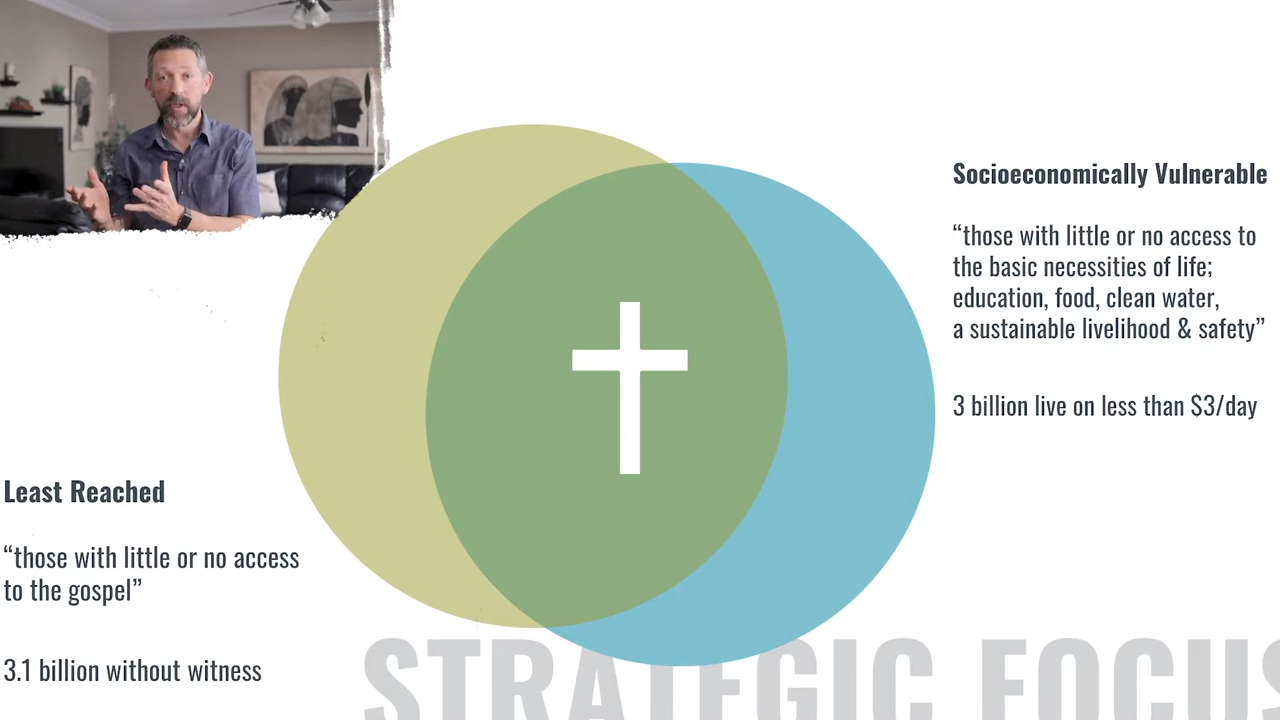 Socioeconomically Vulnerable
“those with little or no access to
the basic necessities of life;
education, food, clean water,
a sustainable livelihood & safety”
3 billion live on less than $3/day
Least Reached
“those with little or no access
to the gospel”
3.1 billion without witness
STRATEGIC FOCUS